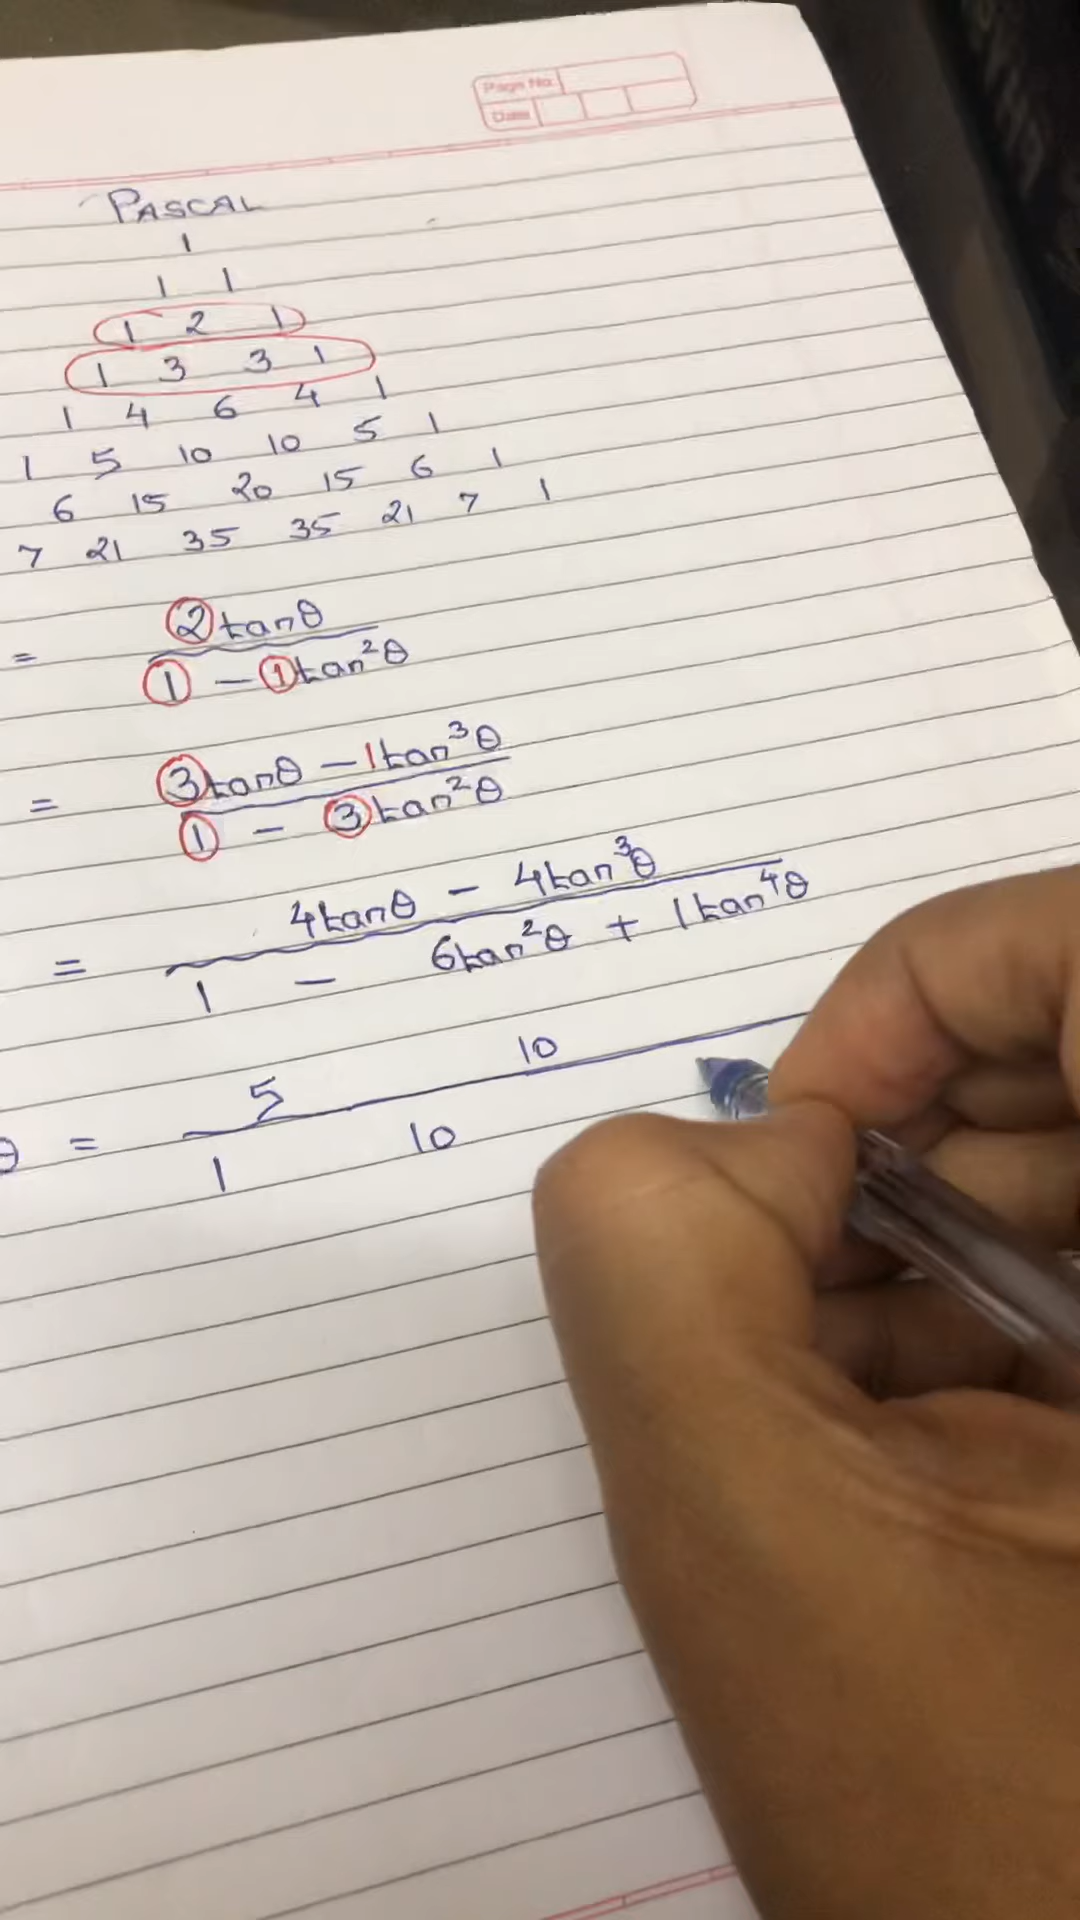 Page No:
Date
PASCAL
1
1 1
1 2 1
1 3 3 1
1 4 6 4 1
1 5 10 10 5 1
6 15 20 15 6 1
7 21 35 35 21 7 1
= 2tanθ
1 - 1tan²θ
= 3tanθ - 1tan³θ
1 - 3tan²θ
= 4tanθ - 4tan³θ
1 - 6tan²θ + 1tan⁴θ
θ = 5 10
1 10